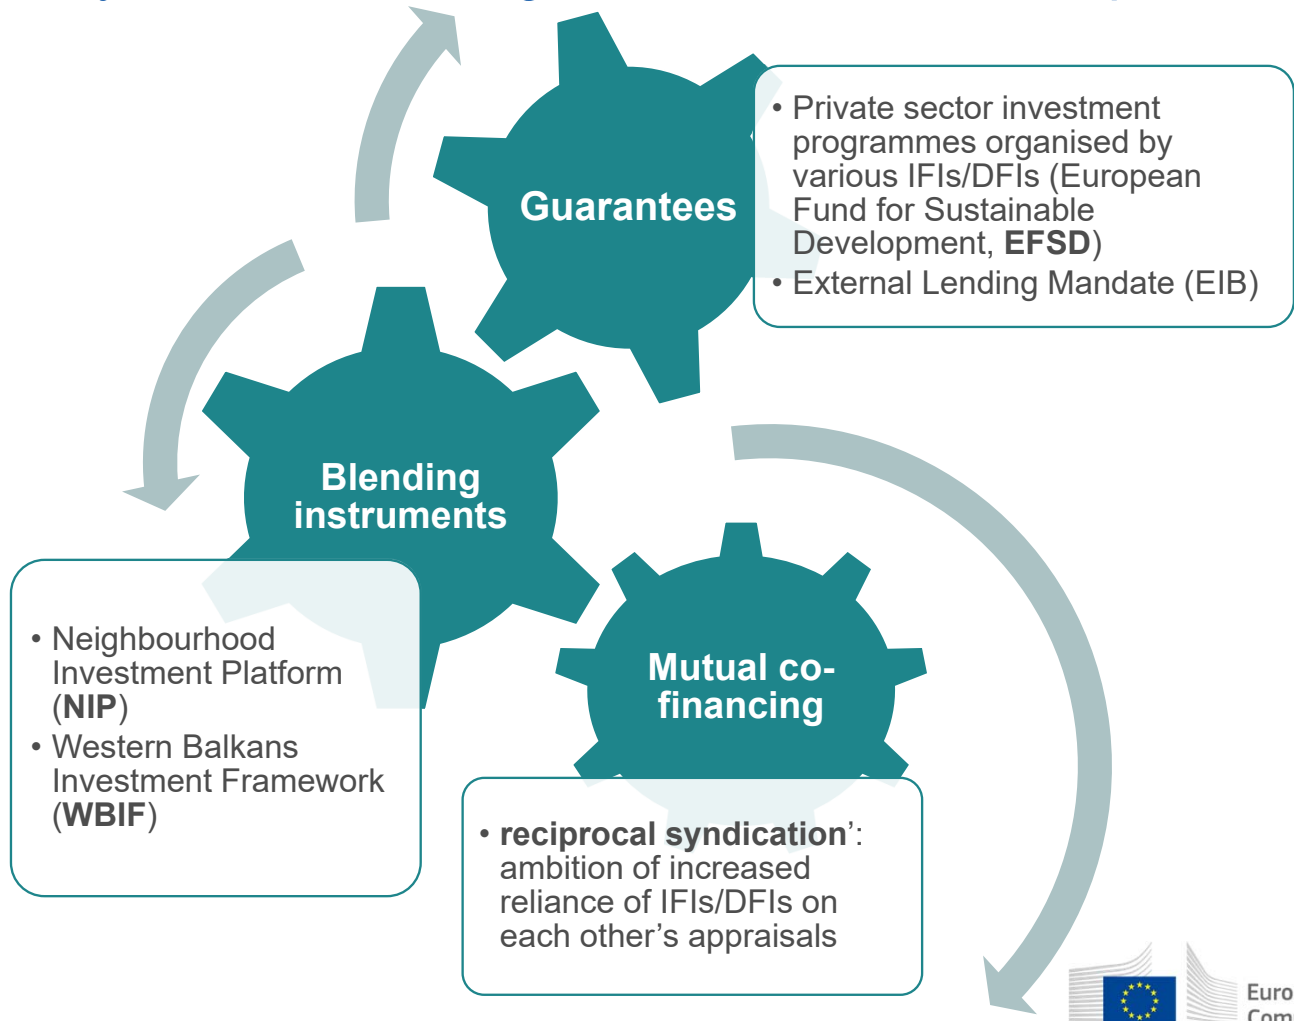 Guarantees
• Private sector investment
programmes organised by
various IFIs/DFIs (European
Fund for Sustainable
Development, EFSD)
• External Lending Mandate (EIB)
Blending
instruments
• Neighbourhood
Investment Platform
(NIP)
• Western Balkans
Investment Framework
(WBIF)
Mutual co-
financing
• reciprocal syndication’:
ambition of increased
reliance of IFIs/DFIs on
each other’s appraisals
Euro
Com